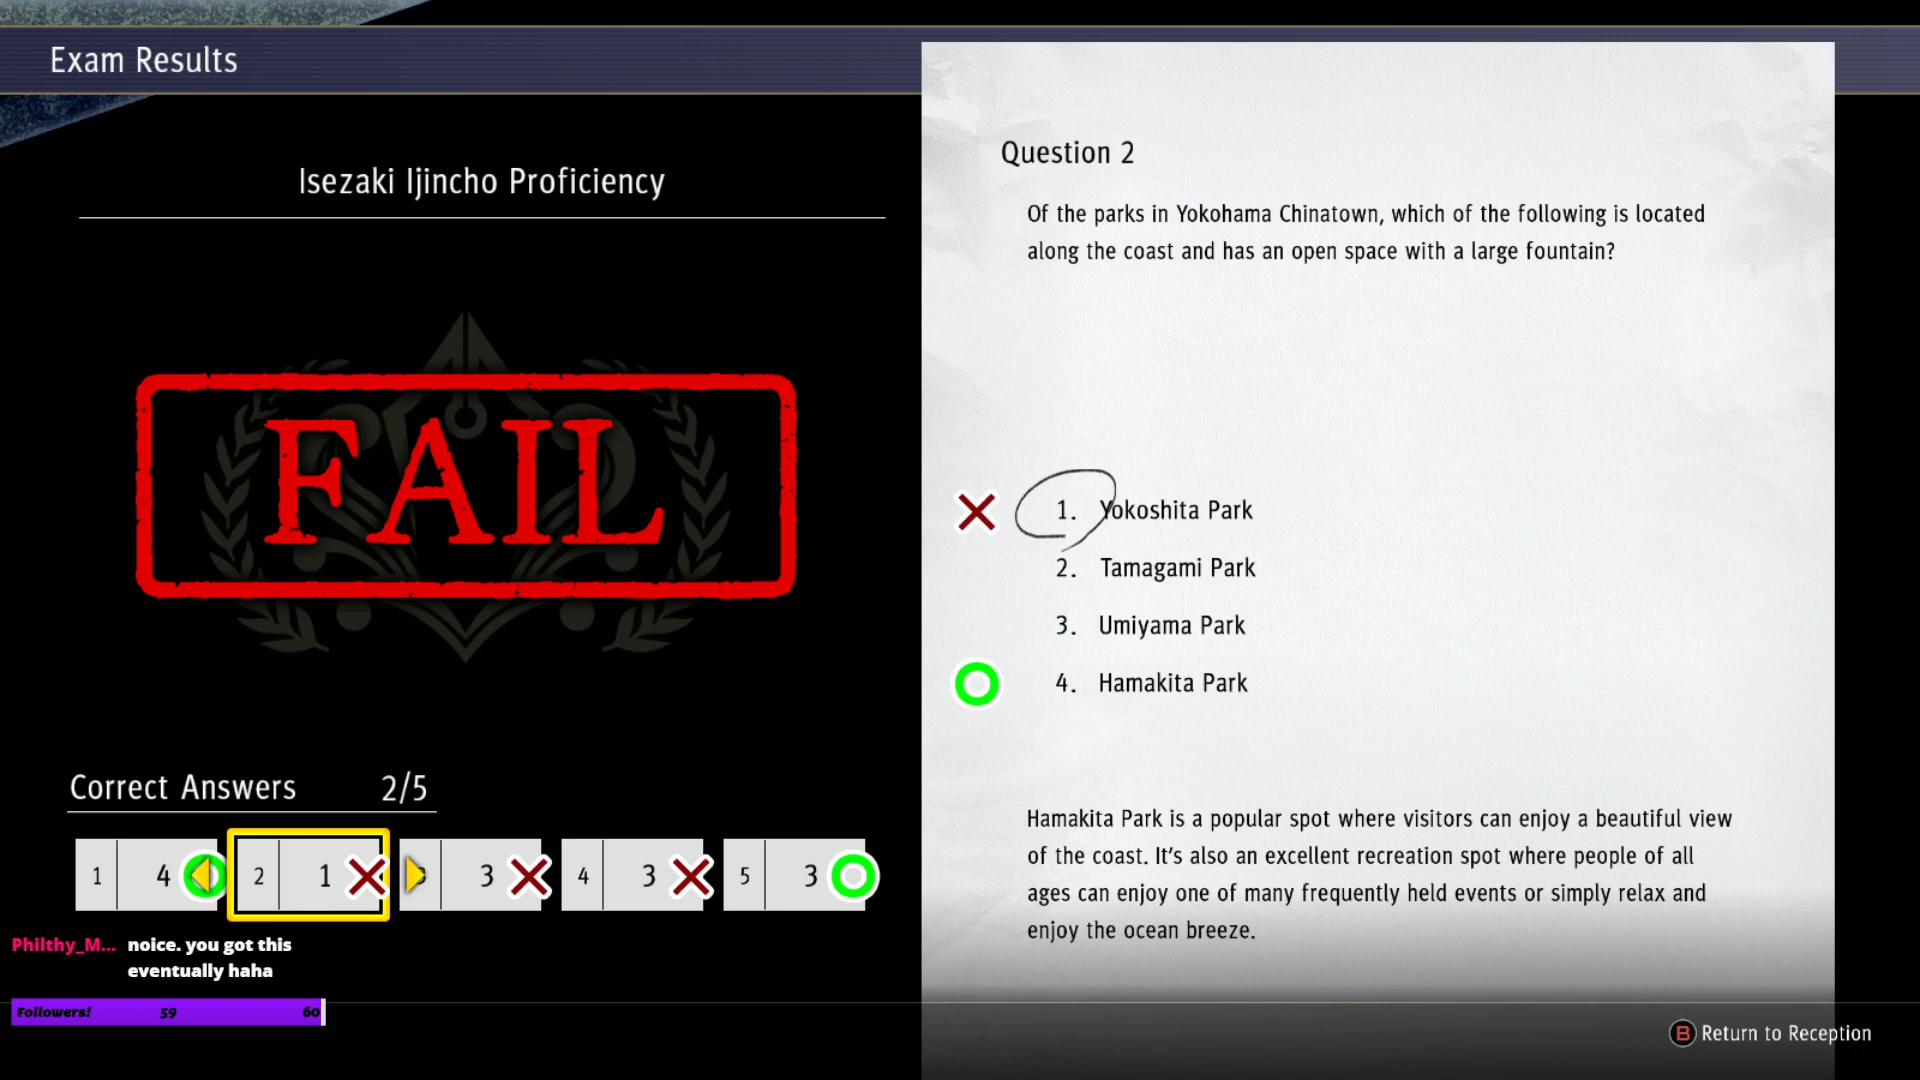 Exam Results
Isezaki Ijincho Proficiency
FAIL
Correct Answers 2/5
1 4 2 1 3 4 3 5 3
Philthy_M... noice. you got this
eventually haha
Followers! 59 60
Question 2
Of the parks in Yokohama Chinatown, which of the following is located
along the coast and has an open space with a large fountain?
1. Yokoshita Park
2. Tamagami Park
3. Umiyama Park
4. Hamakita Park
Hamakita Park is a popular spot where visitors can enjoy a beautiful view
of the coast. It's also an excellent recreation spot where people of all
ages can enjoy one of many frequently held events or simply relax and
enjoy the ocean breeze.
B Return to Reception